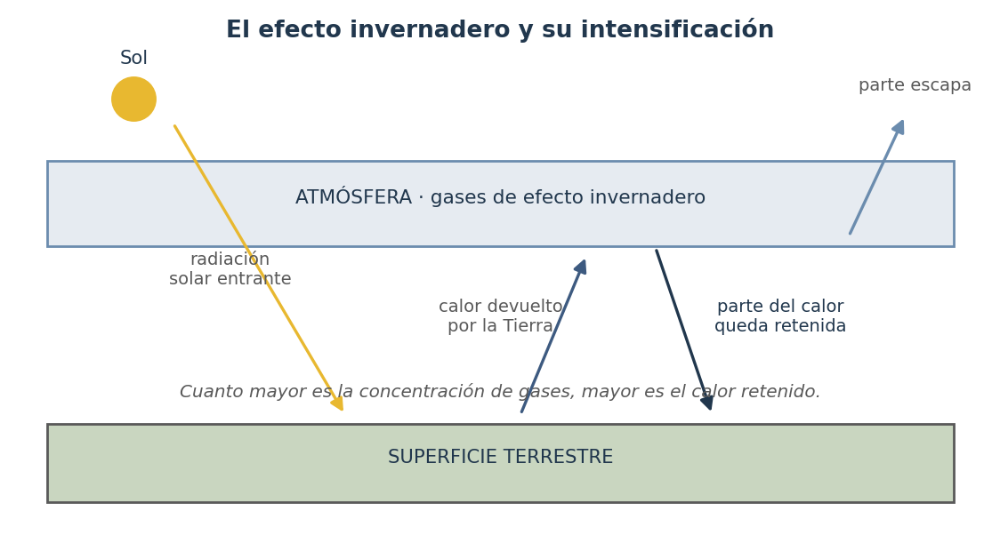 El efecto invernadero y su intensificación
Sol
parte escapa
ATMÓSFERA · gases de efecto invernadero
radiación
solar entrante
calor devuelto
por la Tierra
parte del calor
queda retenida
Cuanto mayor es la concentración de gases, mayor es el calor retenido.
SUPERFICIE TERRESTRE